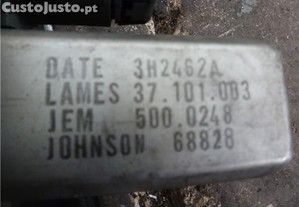 CustoJusto.pt
DATE 3H2462A
LAMES 37.101.003
JEM 500.0248
JOHNSON 68828